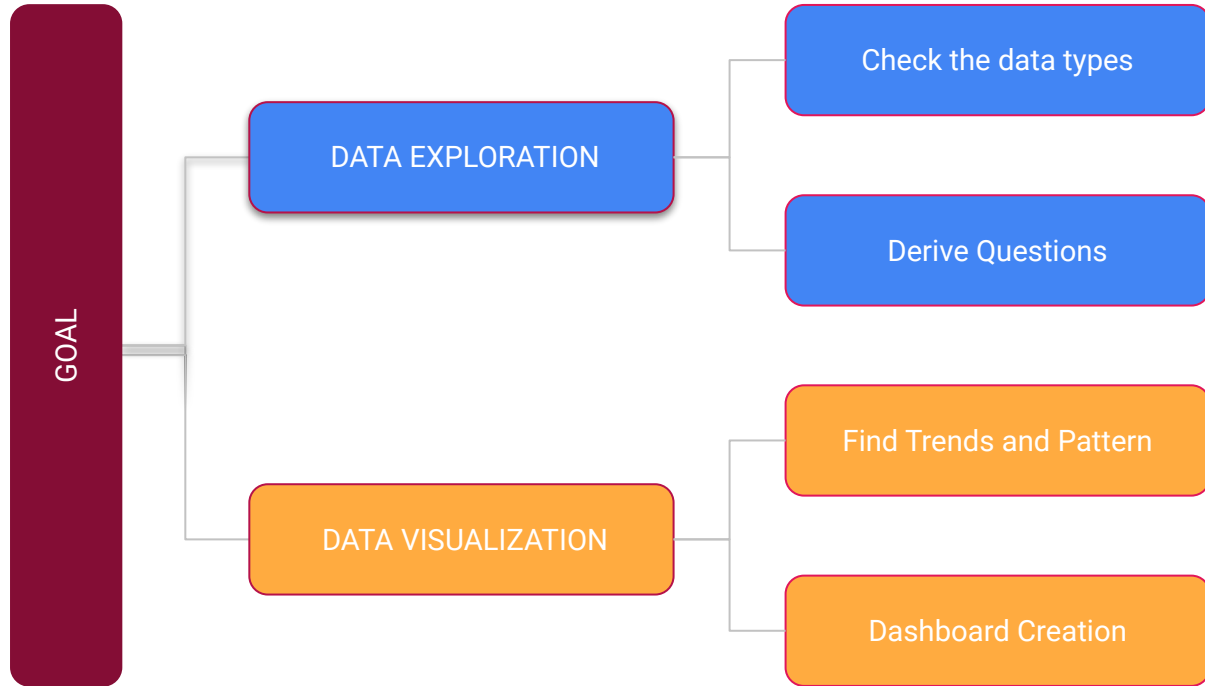 GOAL
DATA EXPLORATION
Check the data types
Derive Questions
DATA VISUALIZATION
Find Trends and Pattern
Dashboard Creation